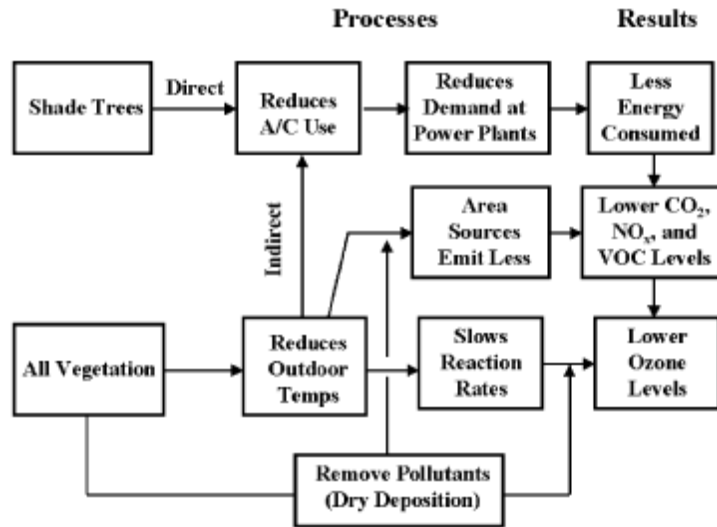 Processes
Results
Shade Trees
Direct
Reduces
A/C Use
Reduces
Demand at
Power Plants
Less
Energy
Consumed
Indirect
Area
Sources
Emit Less
Lower CO₂,
NOₓ, and
VOC Levels
All Vegetation
Reduces
Outdoor
Temps
Slows
Reaction
Rates
Lower
Ozone
Levels
Remove Pollutants
(Dry Deposition)